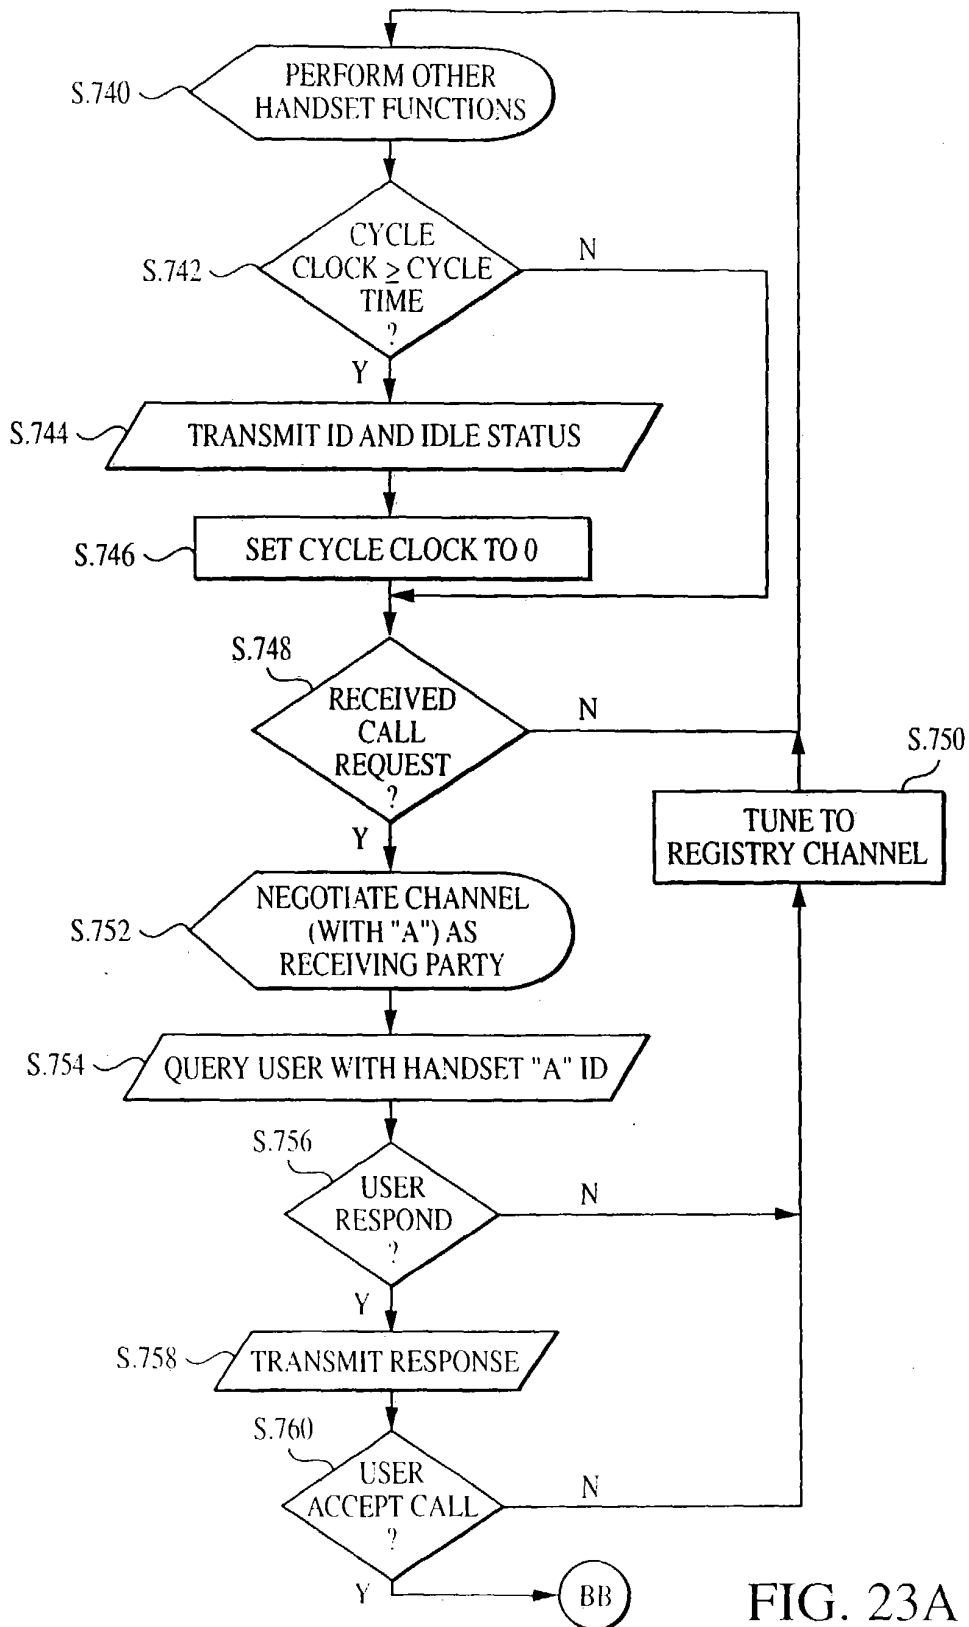 S.740
PERFORM OTHER
HANDSET FUNCTIONS
S.742
CYCLE
CLOCK ≥ CYCLE
TIME
?
N
Y
S.744
TRANSMIT ID AND IDLE STATUS
S.746
SET CYCLE CLOCK TO 0
S.748
RECEIVED
CALL
REQUEST
?
N
Y
S.750
TUNE TO
REGISTRY CHANNEL
S.752
NEGOTIATE CHANNEL
(WITH "A") AS
RECEIVING PARTY
S.754
QUERY USER WITH HANDSET "A" ID
S.756
USER
RESPOND
?
N
Y
S.758
TRANSMIT RESPONSE
S.760
USER
ACCEPT CALL
?
N
Y
BB
FIG. 23A